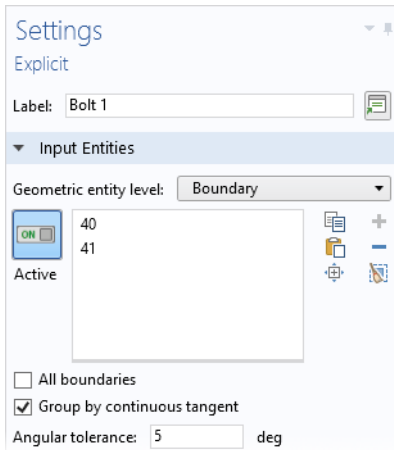 Settings
Explicit
Label: Bolt 1
Input Entities
Geometric entity level: Boundary
ON
Active
40
41
All boundaries
Group by continuous tangent
Angular tolerance: 5 deg